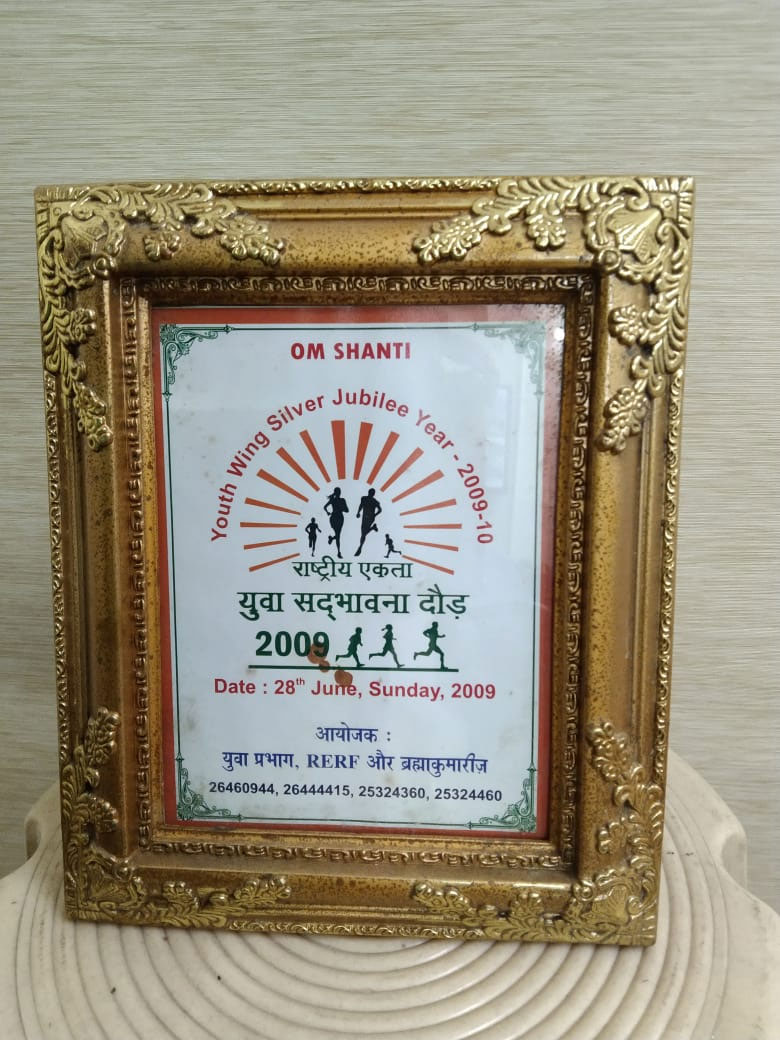 OM SHANTI
Youth Wing Silver Jubilee Year - 2009-10
राष्ट्रीय एकता
युवा सद्भावना दौड़
2009
Date : 28th June, Sunday, 2009
आयोजक :
युवा प्रभाग, RERF और ब्रह्माकुमारीज़
26460944, 26444415, 25324360, 25324460